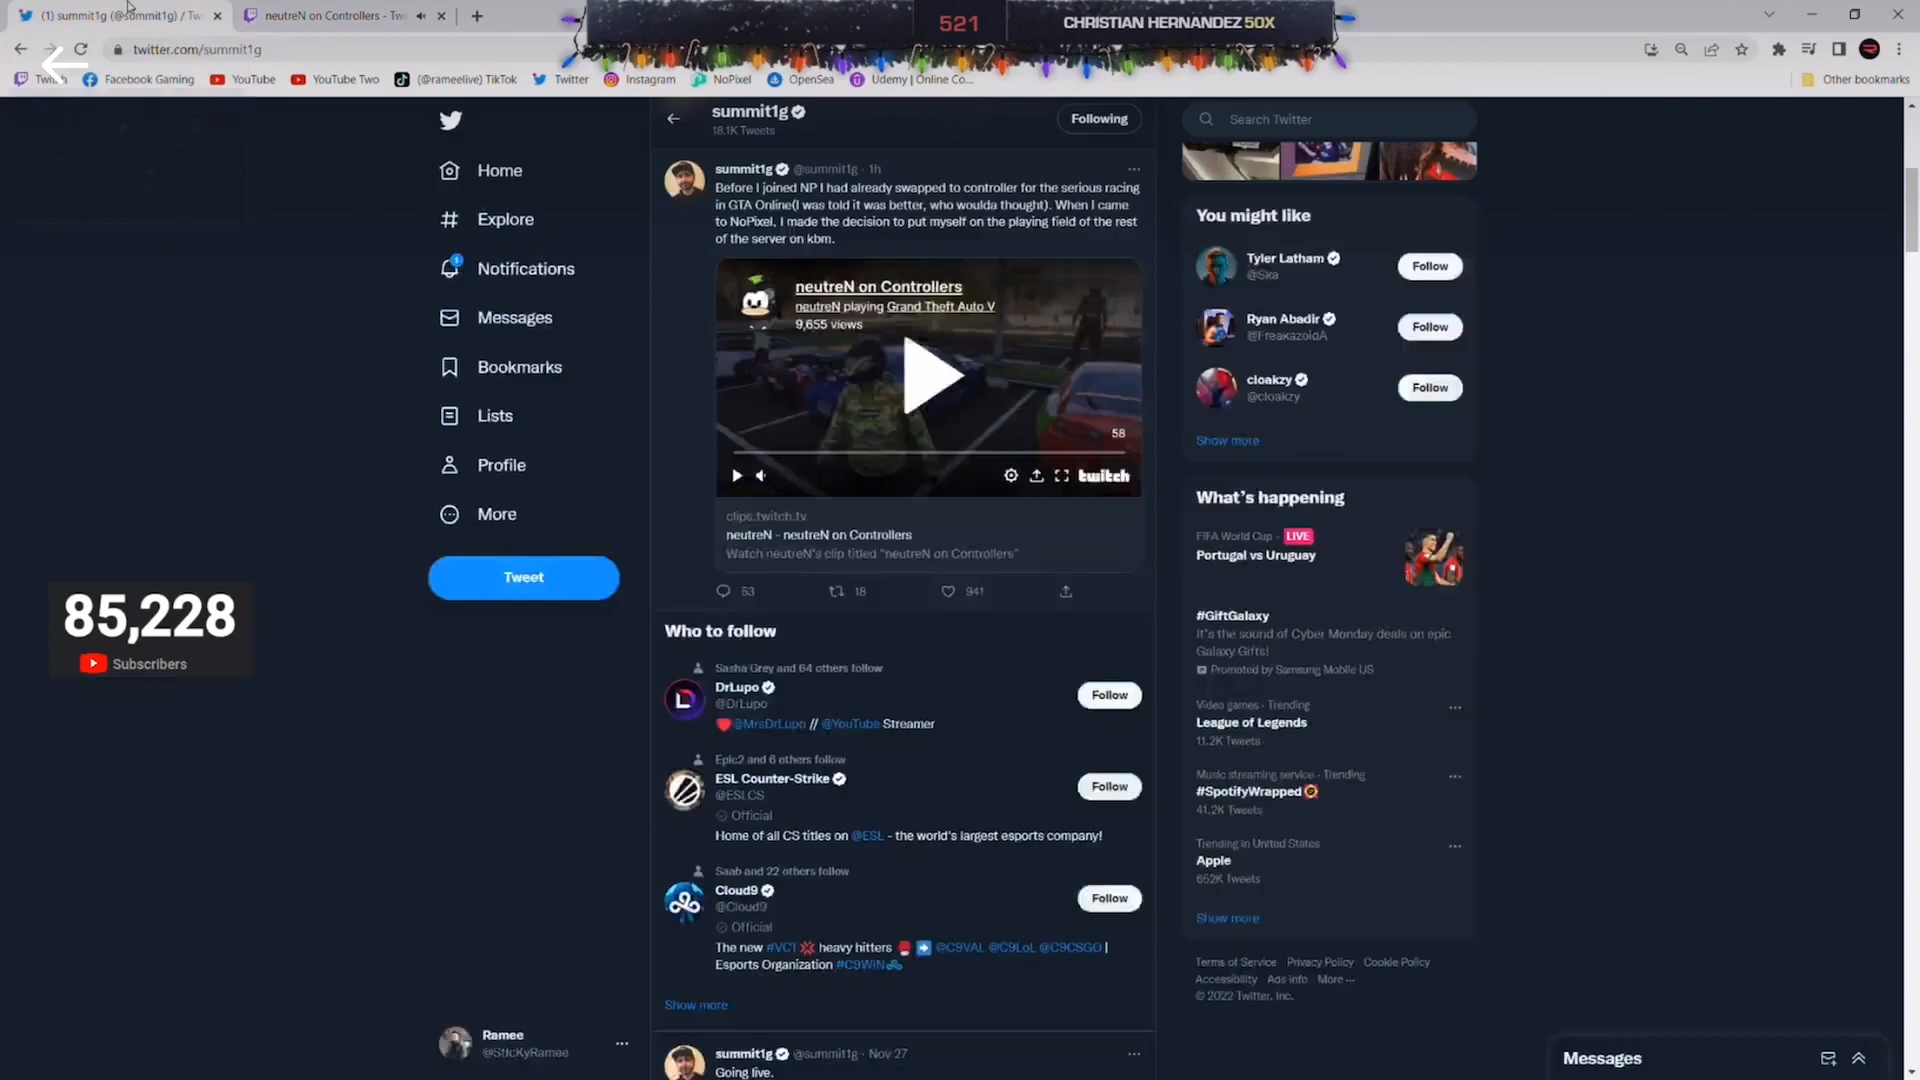 (1) summit1g (@summit1g) / Tw
neutreN on Controllers - Twi
521
CHRISTIAN HERNANDEZ 50X
twitter.com/summit1g
Twitch
Facebook Gaming
YouTube
YouTube Two
(@rameelive) TikTok
Twitter
Instagram
NoPixel
OpenSea
Udemy | Online Co...
Other bookmarks
Home
Explore
1
Notifications
Messages
Bookmarks
Lists
Profile
More
Tweet
85,228
Subscribers
Ramee
@SticKyRamee
summit1g
18.1K Tweets
Following
summit1g @summit1g · 1h
Before I joined NP I had already swapped to controller for the serious racing
in GTA Online(I was told it was better, who woulda thought). When I came
to NoPixel, I made the decision to put myself on the playing field of the rest
of the server on kbm.
neutreN on Controllers
neutreN playing Grand Theft Auto V
9,655 views
58
twitch
clips.twitch.tv
neutreN - neutreN on Controllers
Watch neutreN's clip titled "neutreN on Controllers"
53
18
941
Who to follow
Sasha Grey and 64 others follow
DrLupo
@DrLupo
Follow
@MrsDrLupo // @YouTube Streamer
Epic2 and 6 others follow
ESL Counter-Strike
@ESLCS
Official
Follow
Home of all CS titles on @ESL - the world's largest esports company!
Saab and 22 others follow
Cloud9
@Cloud9
Official
Follow
The new #VCT heavy hitters @C9VAL @C9LoL @C9CSGO |
Esports Organization #C9WIN
Show more
summit1g @summit1g · Nov 27
Going live.
Search Twitter
You might like
Tyler Latham
@Ska
Follow
Ryan Abadir
@FreakazoidA
Follow
cloakzy
@cloakzy
Follow
Show more
What's happening
FIFA World Cup · LIVE
Portugal vs Uruguay
#GiftGalaxy
It's the sound of Cyber Monday deals on epic
Galaxy Gifts!
Promoted by Samsung Mobile US
Video games · Trending
League of Legends
11.2K Tweets
Music streaming service · Trending
#SpotifyWrapped
41.2K Tweets
Trending in United States
Apple
652K Tweets
Show more
Terms of Service Privacy Policy Cookie Policy
Accessibility Ads info More ...
© 2022 Twitter, Inc.
Messages